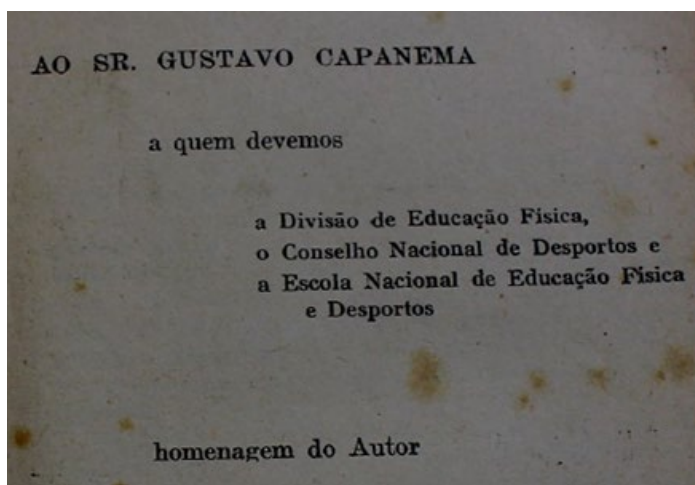 AO SR. GUSTAVO CAPANEMA
a quem devemos
a Divisão de Educação Física,
o Conselho Nacional de Desportos e
a Escola Nacional de Educação Física
e Desportos
homenagem do Autor